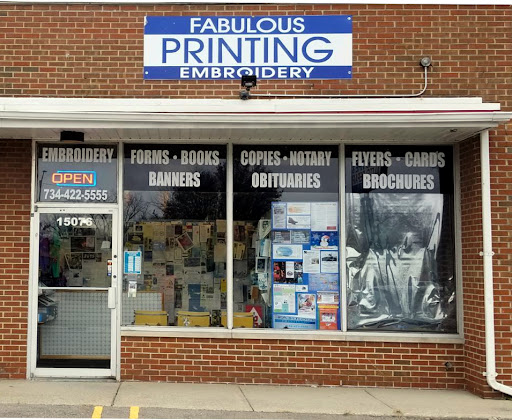 FABULOUS
PRINTING
EMBROIDERY
EMBROIDERY
OPEN
734-422-5555
15076
FORMS • BOOKS
BANNERS
COPIES • NOTARY
OBITUARIES
FLYERS • CARDS
BROCHURES